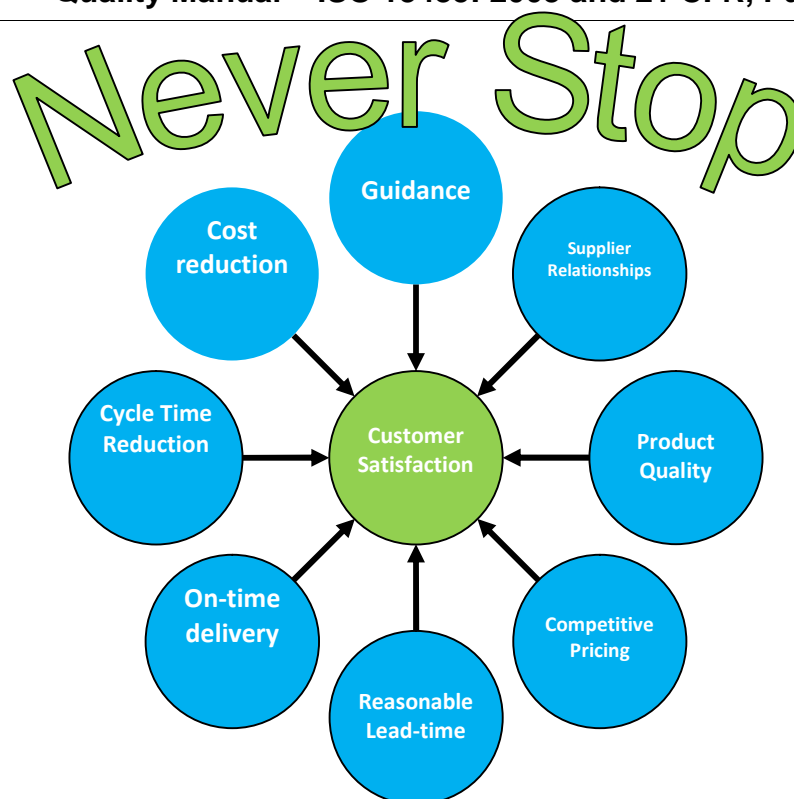 Never Stop
Guidance
Supplier
Relationships
Product
Quality
Competitive
Pricing
Reasonable
Lead-time
On-time
delivery
Cycle Time
Reduction
Cost
reduction
Customer
Satisfaction